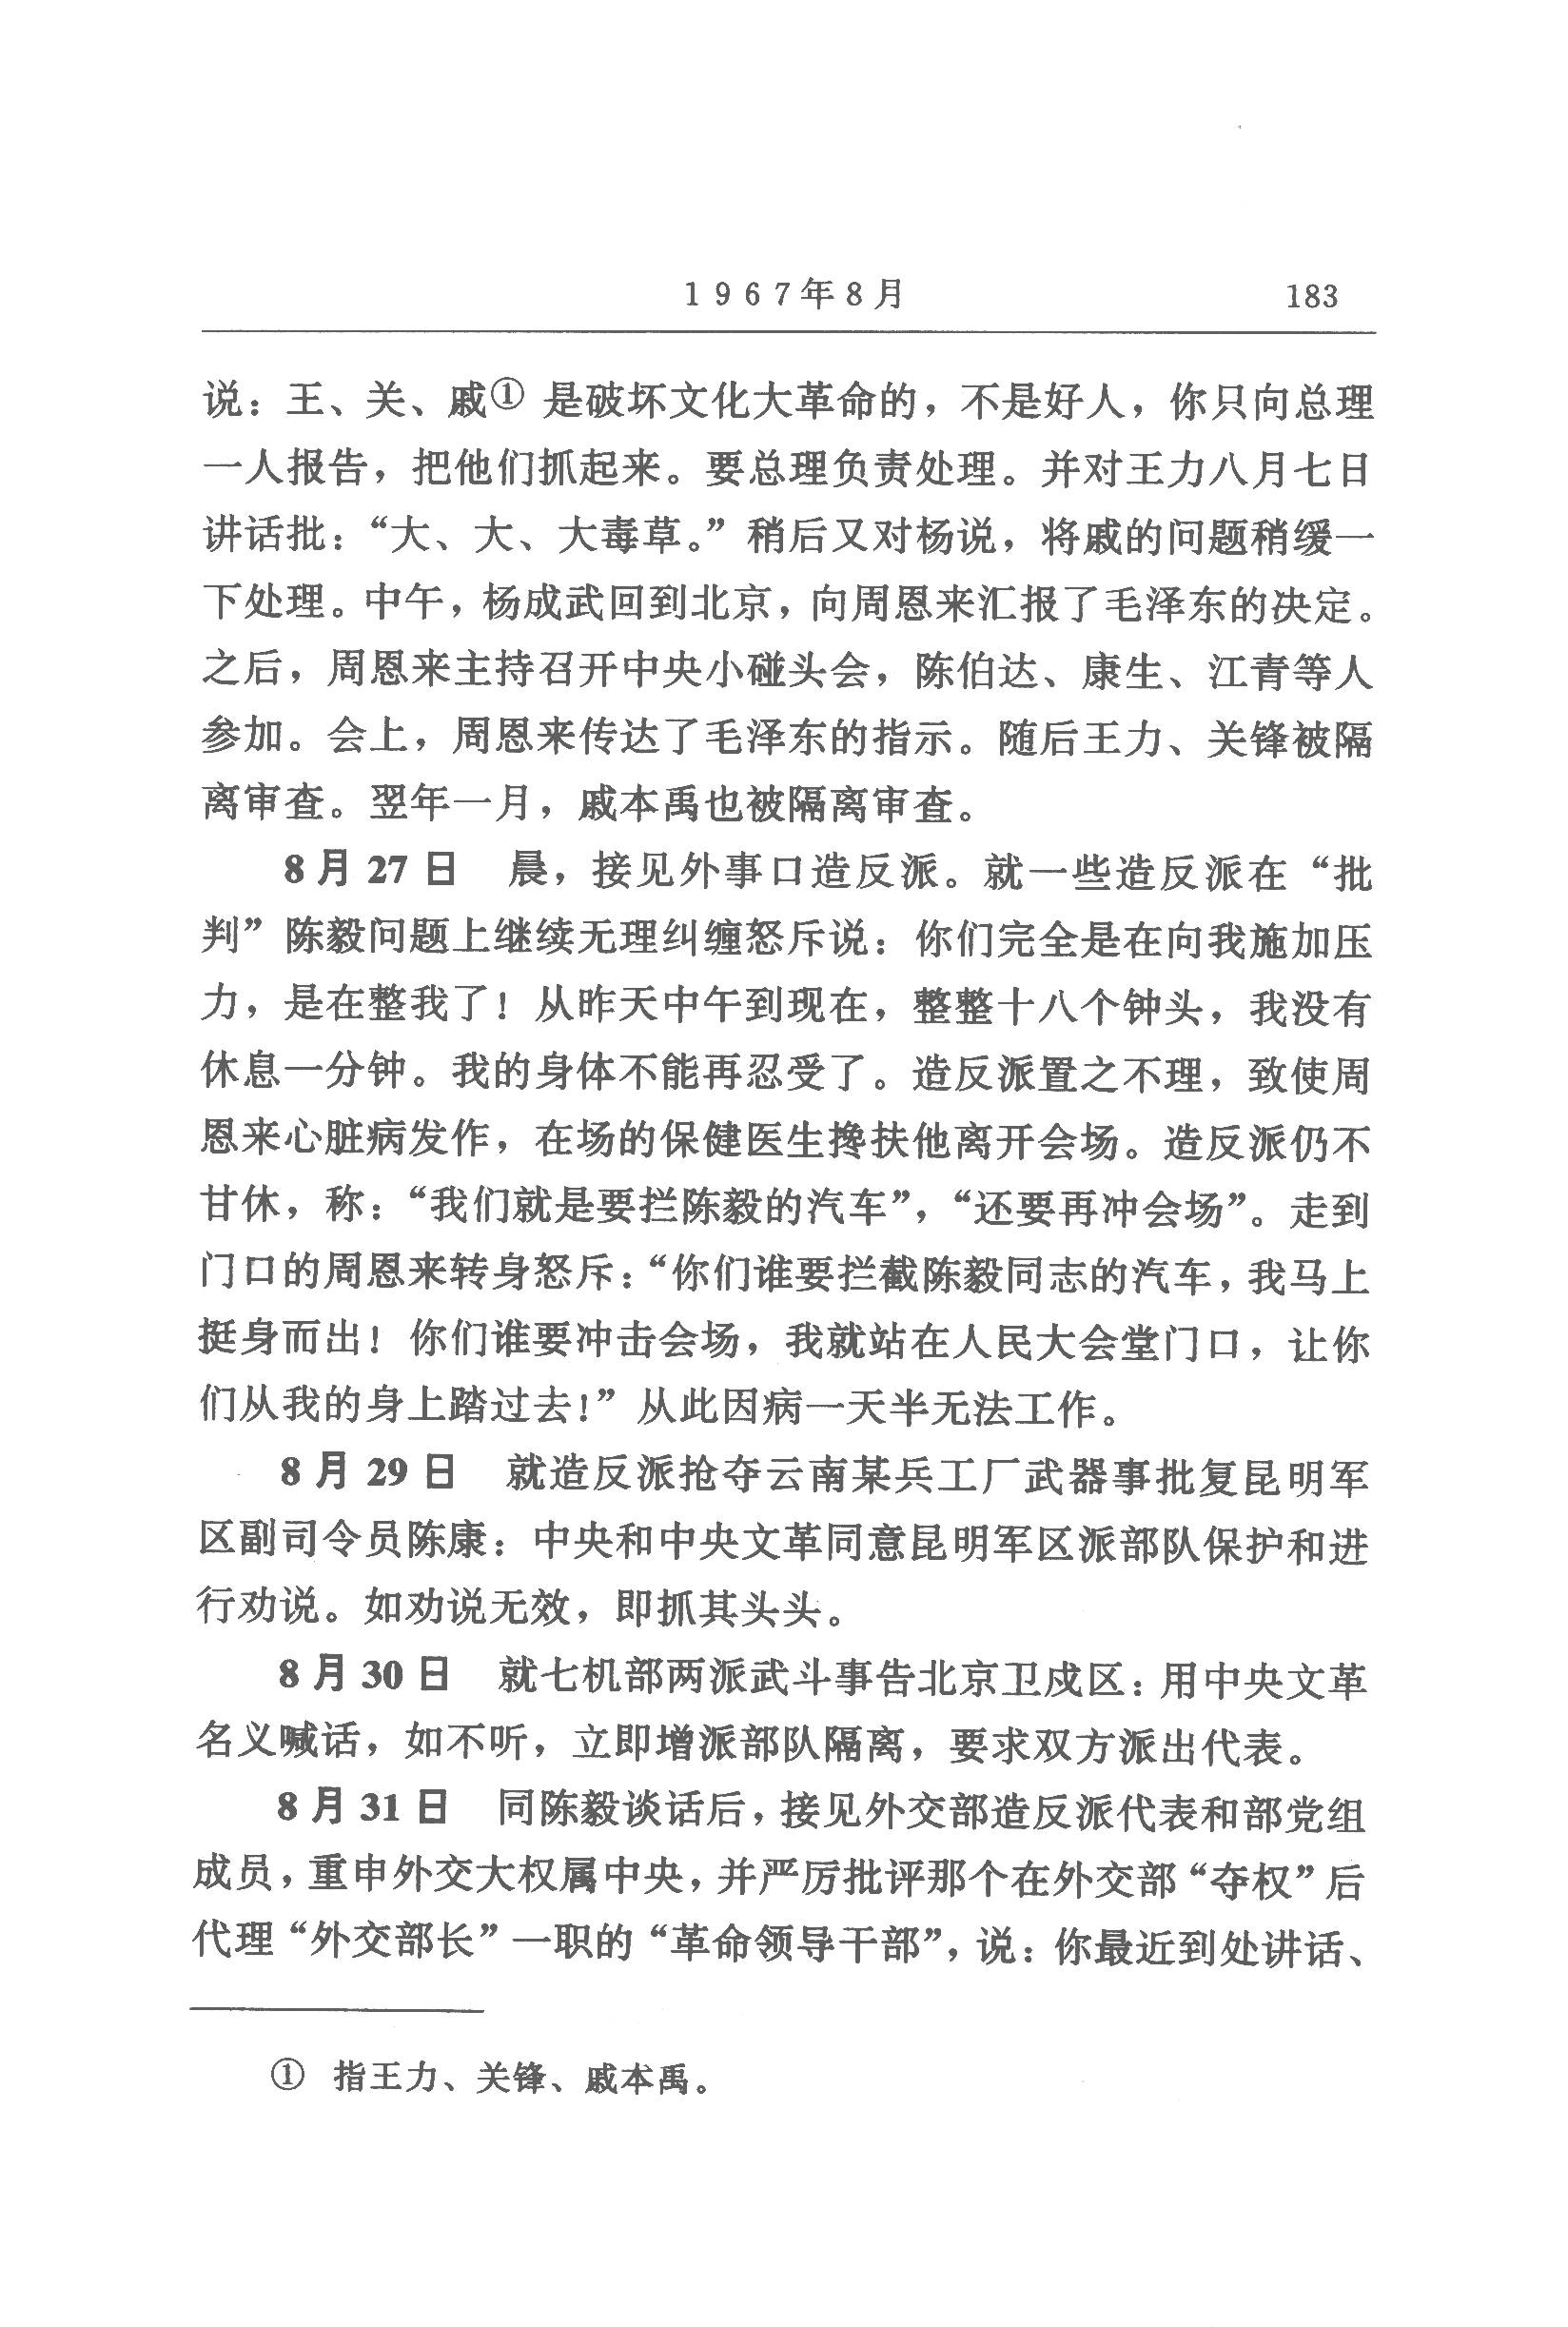 1967年8月 183
说：王、关、戚① 是破坏文化大革命的，不是好人，你只向总理
一人报告，把他们抓起来。要总理负责处理。并对王力八月七日
讲话批：“大、大、大毒草。”稍后又对杨说，将戚的问题稍缓一
下处理。中午，杨成武回到北京，向周恩来汇报了毛泽东的决定。
之后，周恩来主持召开中央小碰头会，陈伯达、康生、江青等人
参加。会上，周恩来传达了毛泽东的指示。随后王力、关锋被隔
离审查。翌年一月，戚本禹也被隔离审查。
8月27日 晨，接见外事口造反派。就一些造反派在“批
判”陈毅问题上继续无理纠缠怒斥说：你们完全是在向我施加压
力，是在整我了！从昨天中午到现在，整整十八个钟头，我没有
休息一分钟。我的身体不能再忍受了。造反派置之不理，致使周
恩来心脏病发作，在场的保健医生搀扶他离开会场。造反派仍不
甘休，称：“我们就是要拦陈毅的汽车”，“还要再冲会场”。走到
门口的周恩来转身怒斥：“你们谁要拦截陈毅同志的汽车，我马上
挺身而出！你们谁要冲击会场，我就站在人民大会堂门口，让你
们从我的身上踏过去！”从此因病一天半无法工作。
8月29日 就造反派抢夺云南某兵工厂武器事批复昆明军
区副司令员陈康：中央和中央文革同意昆明军区派部队保护和进
行劝说。如劝说无效，即抓其头头。
8月30日 就七机部两派武斗事告北京卫戍区：用中央文革
名义喊话，如不听，立即增派部队隔离，要求双方派出代表。
8月31日 同陈毅谈话后，接见外交部造反派代表和部党组
成员，重申外交大权属中央，并严厉批评那个在外交部“夺权”后
代理“外交部长”一职的“革命领导干部”，说：你最近到处讲话、
① 指王力、关锋、戚本禹。